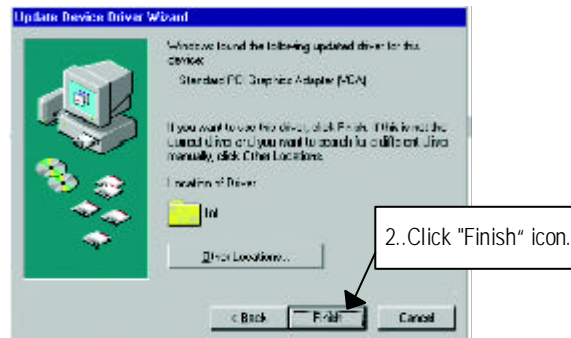 Update Device Driver Wizard
Windows found the following updated driver for this
device:
Standard PCI Graphics Adapter (VGA)
If you want to use this driver, click Finish. If this is not the
correct driver and you want to search for a different driver
manually, click Other Locations.
Location of Driver:
Other Locations...
2..Click "Finish" icon.
< Back
Finish
Cancel